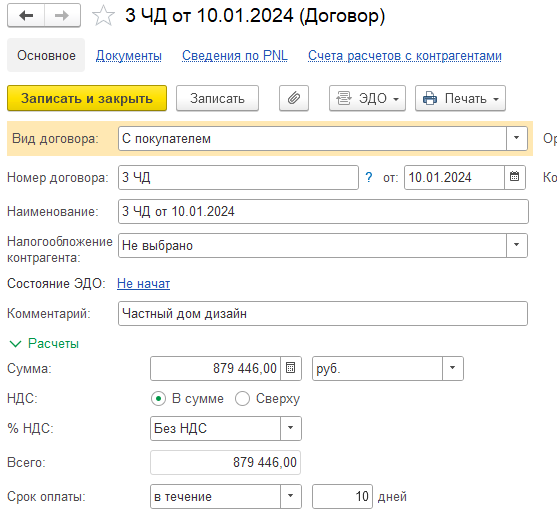 3 ЧД от 10.01.2024 (Договор)
Основное Документы Сведения по PNL Счета расчетов с контрагентами
Записать и закрыть Записать ЭДО Печать
Вид договора: С покупателем Ор
Номер договора: 3 ЧД ? от: 10.01.2024 Ко
Наименование: 3 ЧД от 10.01.2024
Налогообложение
контрагента: Не выбрано
Состояние ЭДО: Не начат
Комментарий: Частный дом дизайн
Расчеты
Сумма: 879 446,00 руб.
НДС: В сумме Сверху
% НДС: Без НДС
Всего: 879 446,00
Срок оплаты: в течение 10 дней